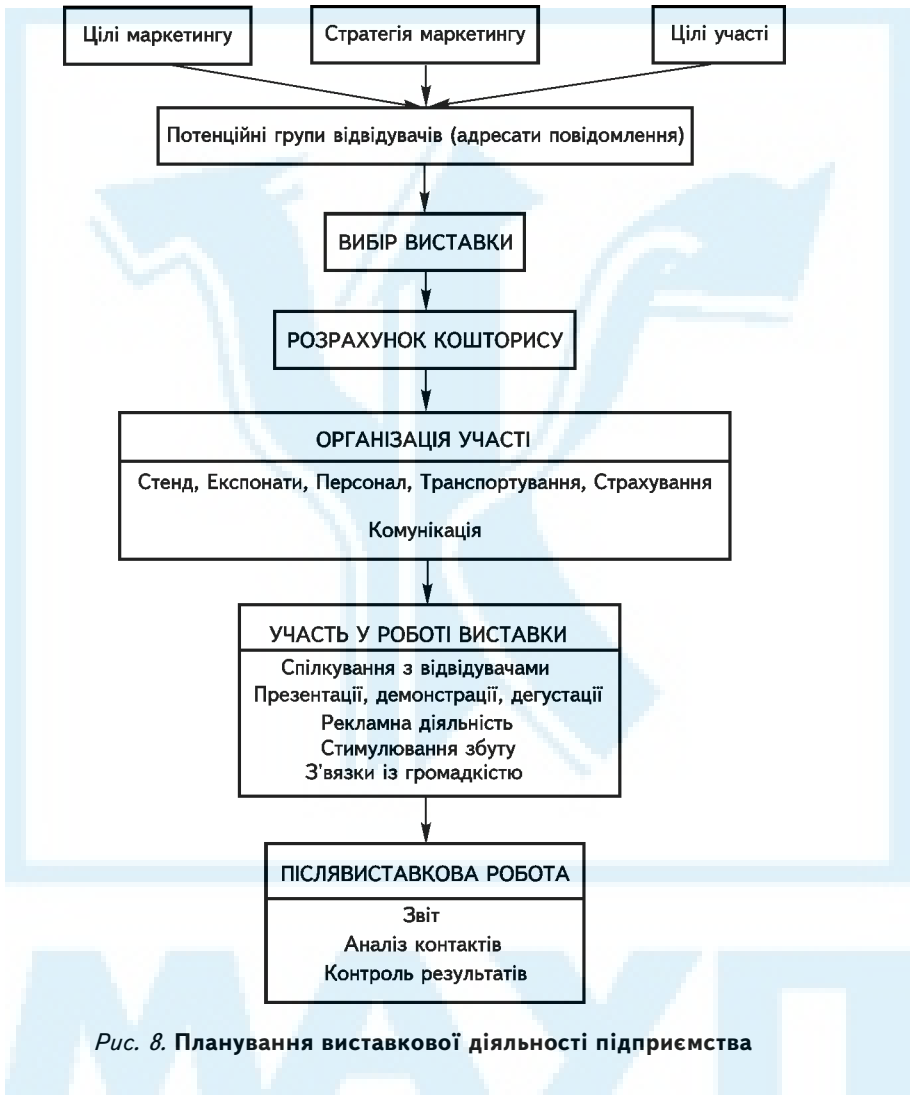 Цілі маркетингу
Стратегія маркетингу
Цілі участі
Потенційні групи відвідувачів (адресати повідомлення)
ВИБІР ВИСТАВКИ
РОЗРАХУНОК КОШТОРИСУ
ОРГАНІЗАЦІЯ УЧАСТІ
Стенд, Експонати, Персонал, Транспортування, Страхування
Комунікація
УЧАСТЬ У РОБОТІ ВИСТАВКИ
Спілкування з відвідувачами
Презентації, демонстрації, дегустації
Рекламна діяльність
Стимулювання збуту
З'вязки із громадкістю
ПІСЛЯВИСТАВКОВА РОБОТА
Звіт
Аналіз контактів
Контроль результатів
Рис. 8. Планування виставкової діяльності підприємства
МАУП